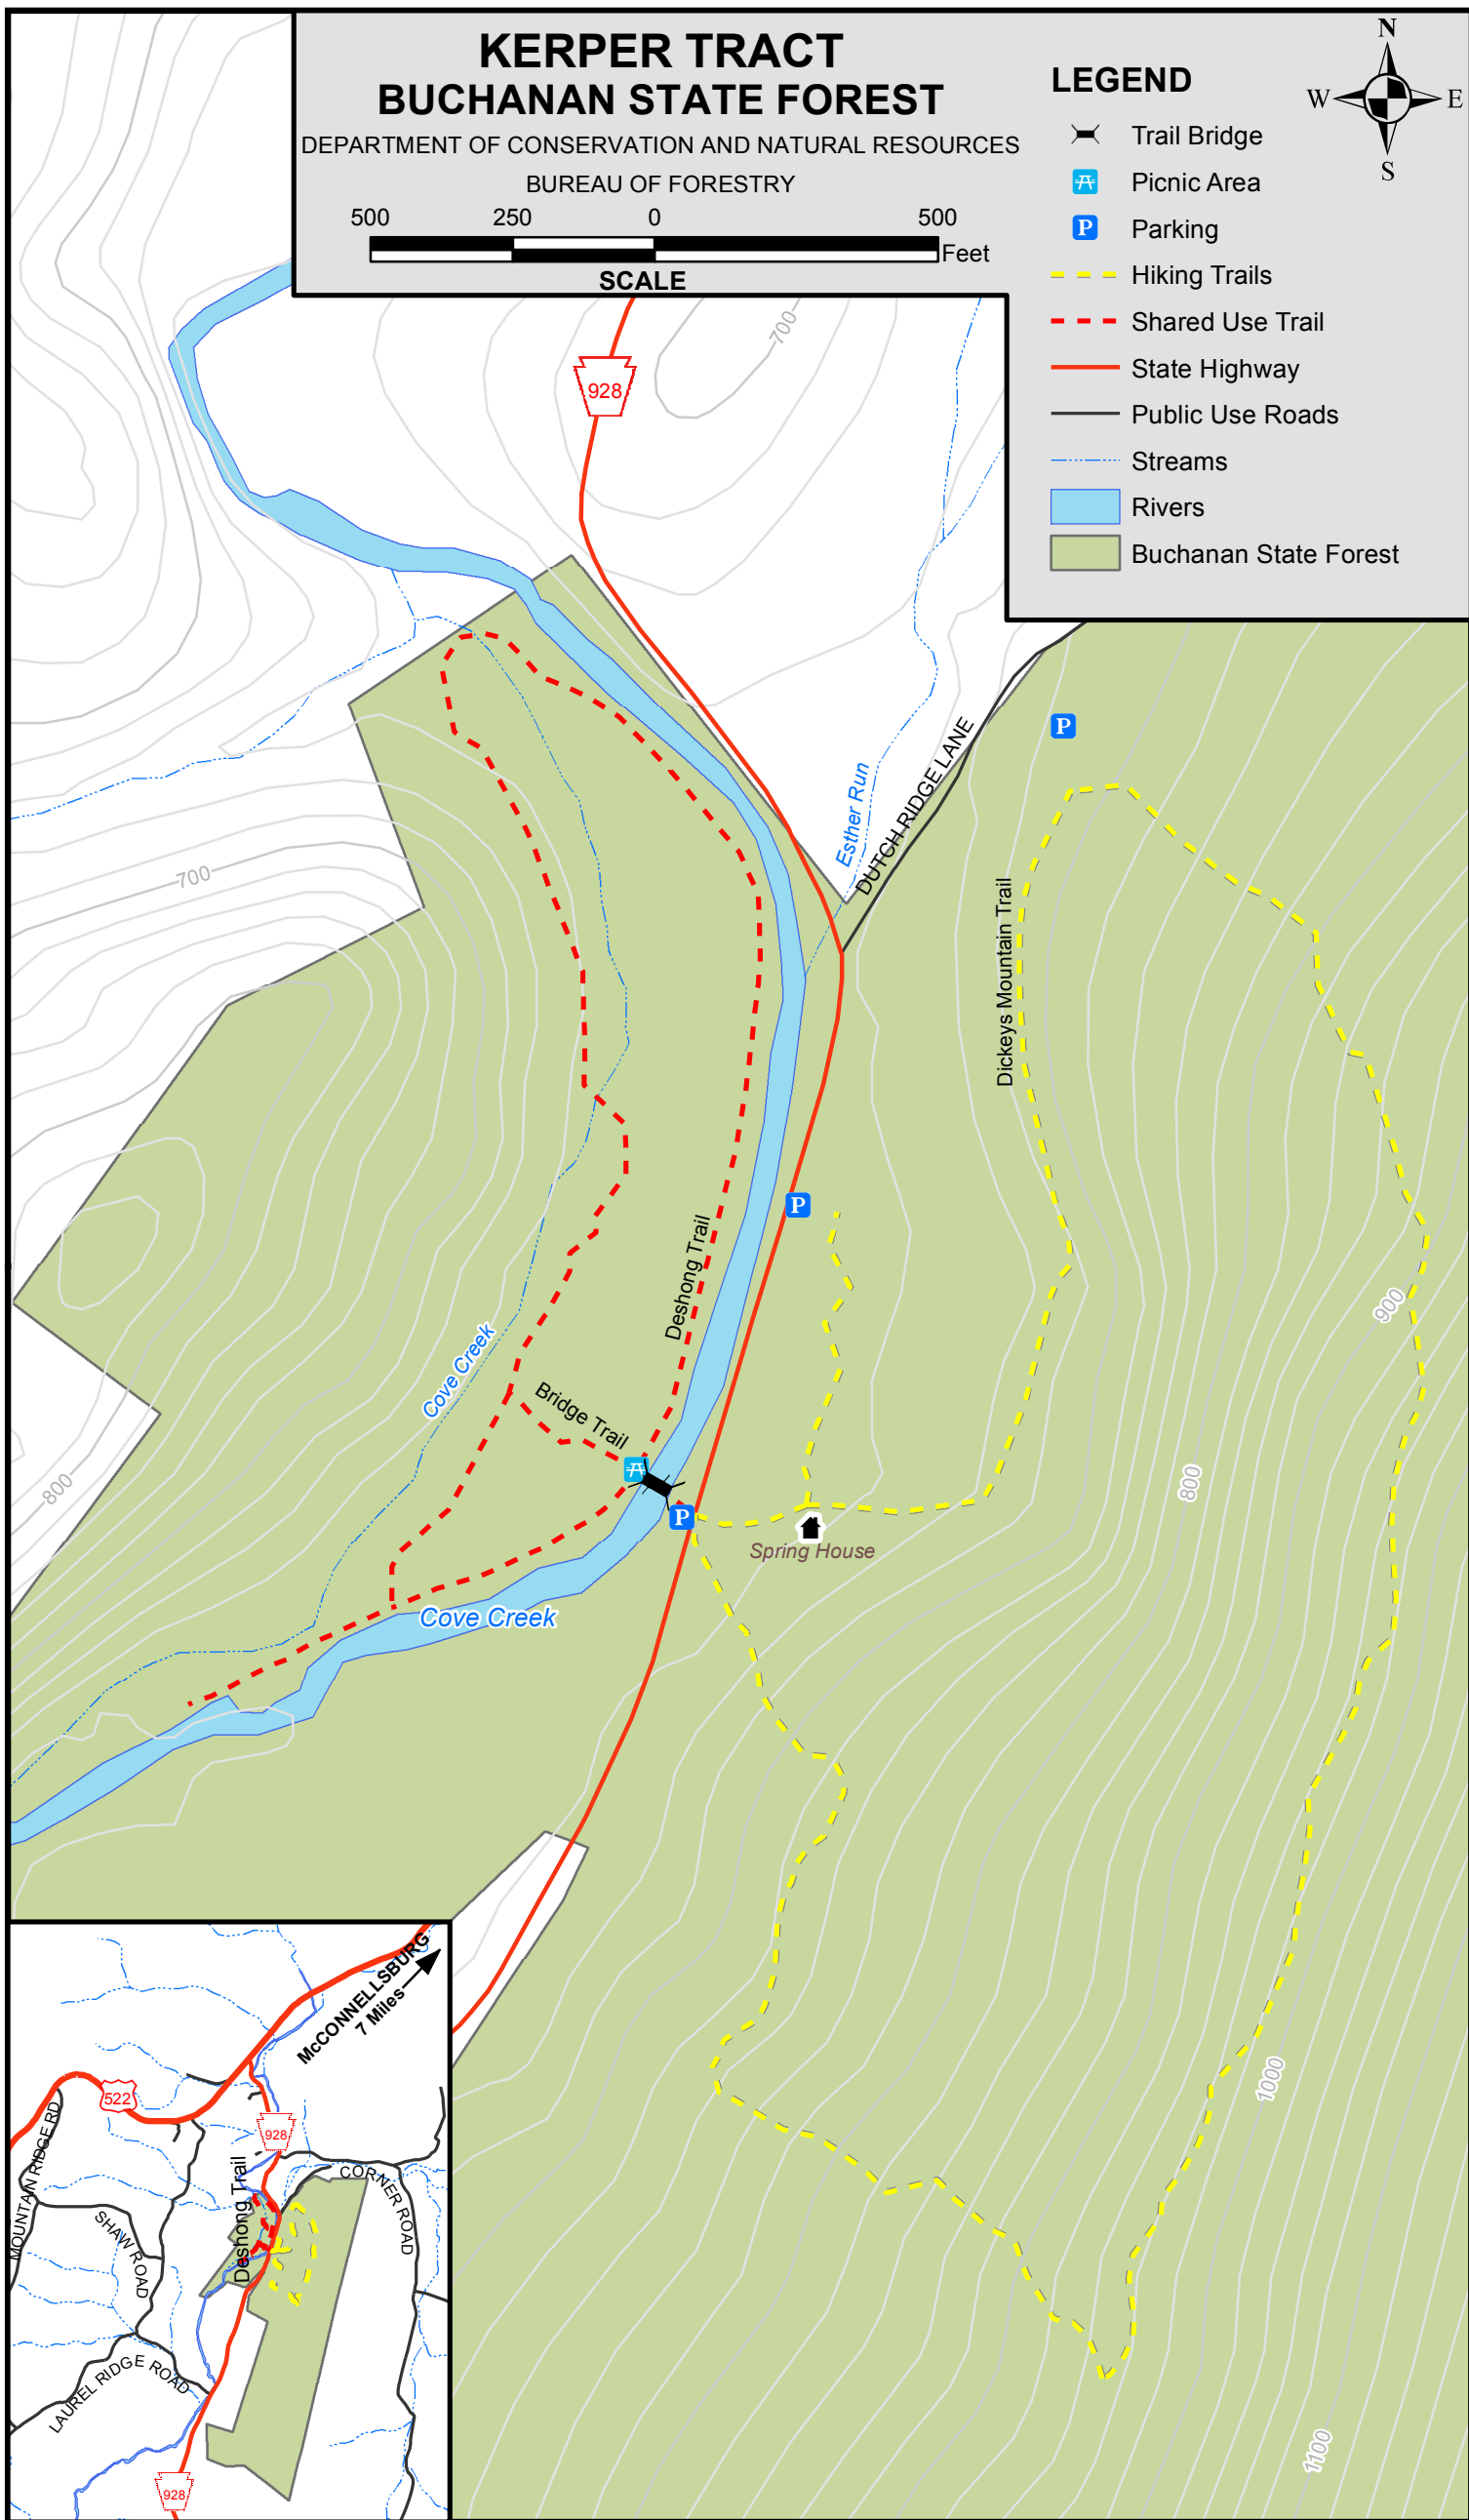 KERPER TRACT
BUCHANAN STATE FOREST
DEPARTMENT OF CONSERVATION AND NATURAL RESOURCES
BUREAU OF FORESTRY
500 250 0 500
Feet
SCALE
LEGEND
Trail Bridge
Picnic Area
P Parking
Hiking Trails
Shared Use Trail
State Highway
Public Use Roads
Streams
Rivers
Buchanan State Forest
N
W E
S
700
928
P
Esther Run
DUTCH RIDGE LANE
700
Dickeys Mountain Trail
P
Deshong Trail
900
Cove Creek
Bridge Trail
800
800
P
Spring House
Cove Creek
McCONNELLSBURG
7 Miles
522
928
MOUNTAIN RIDGE RD
Deshong Trail
CORNER ROAD
SHAW ROAD
LAUREL RIDGE ROAD
928
1000
1100